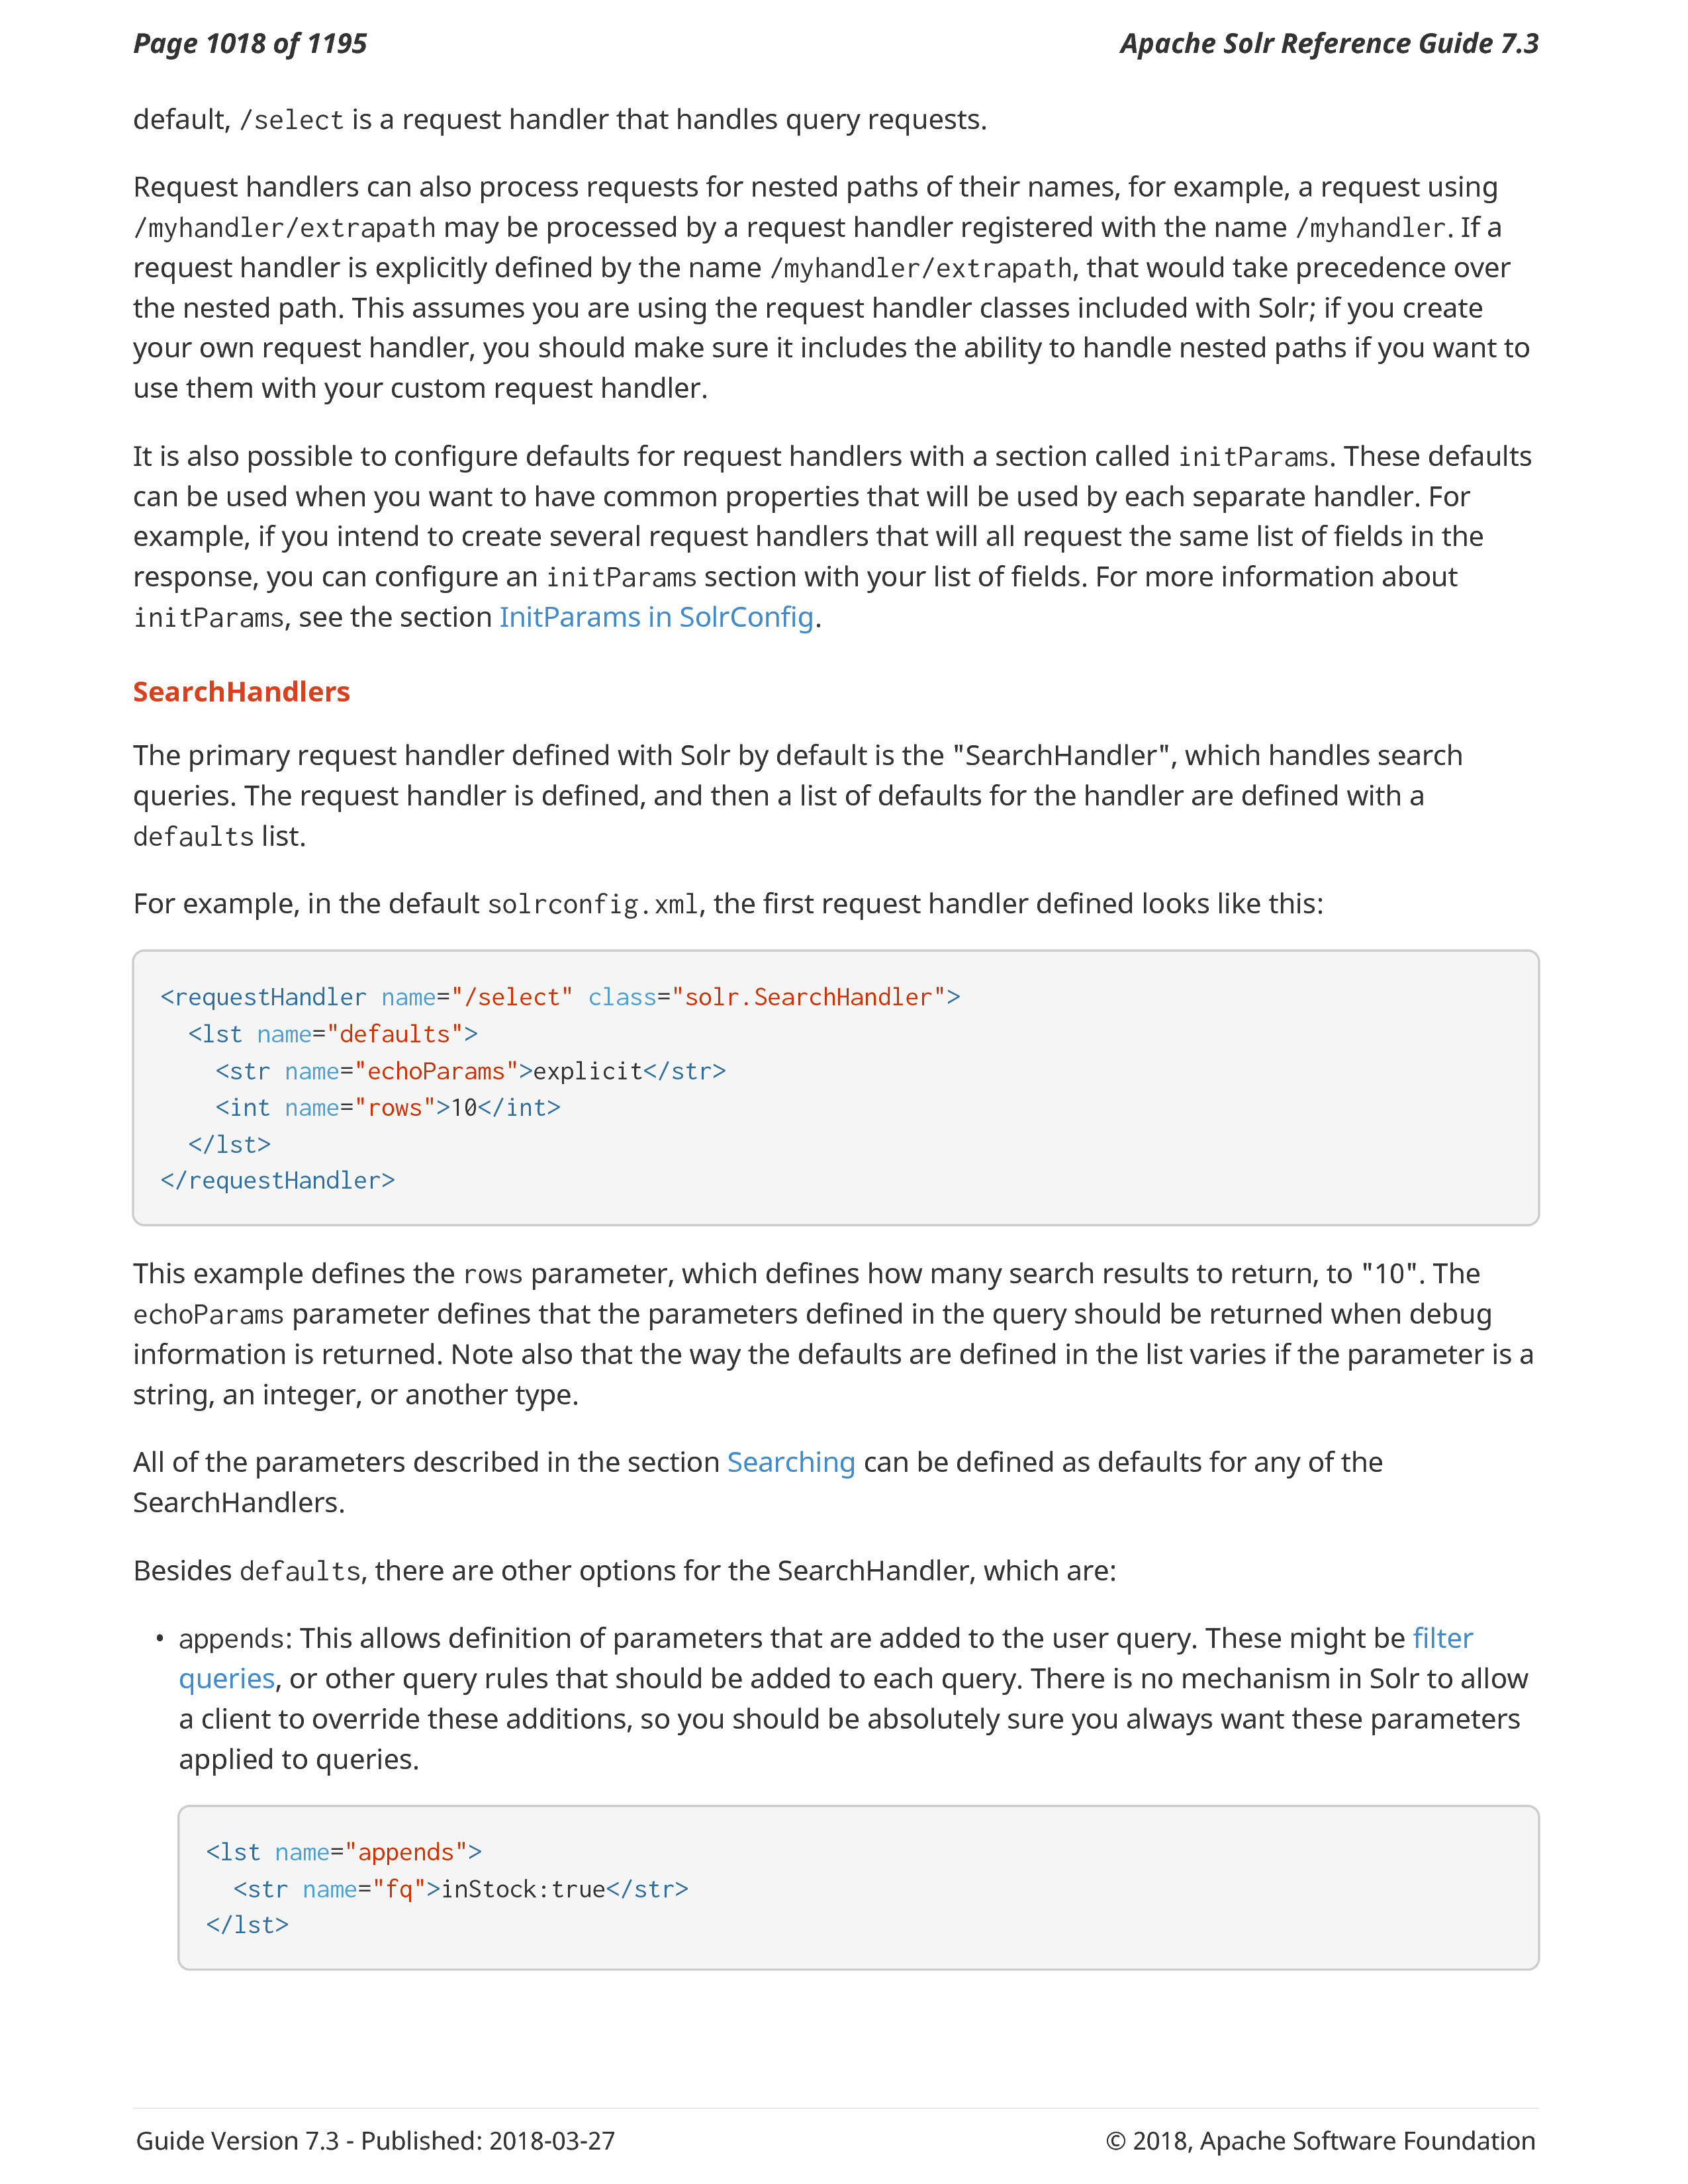 Page 1018 of 1195
Apache Solr Reference Guide 7.3
default, /select is a request handler that handles query requests.
Request handlers can also process requests for nested paths of their names, for example, a request using
/myhandler/extrapath may be processed by a request handler registered with the name /myhandler. If a
request handler is explicitly defined by the name /myhandler/extrapath, that would take precedence over
the nested path. This assumes you are using the request handler classes included with Solr; if you create
your own request handler, you should make sure it includes the ability to handle nested paths if you want to
use them with your custom request handler.
It is also possible to configure defaults for request handlers with a section called initParams. These defaults
can be used when you want to have common properties that will be used by each separate handler. For
example, if you intend to create several request handlers that will all request the same list of fields in the
response, you can configure an initParams section with your list of fields. For more information about
initParams, see the section InitParams in SolrConfig.
SearchHandlers
The primary request handler defined with Solr by default is the "SearchHandler", which handles search
queries. The request handler is defined, and then a list of defaults for the handler are defined with a
defaults list.
For example, in the default solrconfig.xml, the first request handler defined looks like this:
<requestHandler name="/select" class="solr.SearchHandler">
  <lst name="defaults">
    <str name="echoParams">explicit</str>
    <int name="rows">10</int>
  </lst>
</requestHandler>
This example defines the rows parameter, which defines how many search results to return, to "10". The
echoParams parameter defines that the parameters defined in the query should be returned when debug
information is returned. Note also that the way the defaults are defined in the list varies if the parameter is a
string, an integer, or another type.
All of the parameters described in the section Searching can be defined as defaults for any of the
SearchHandlers.
Besides defaults, there are other options for the SearchHandler, which are:
• appends: This allows definition of parameters that are added to the user query. These might be filter
queries, or other query rules that should be added to each query. There is no mechanism in Solr to allow
a client to override these additions, so you should be absolutely sure you always want these parameters
applied to queries.
<lst name="appends">
  <str name="fq">inStock:true</str>
</lst>
Guide Version 7.3 - Published: 2018-03-27
© 2018, Apache Software Foundation